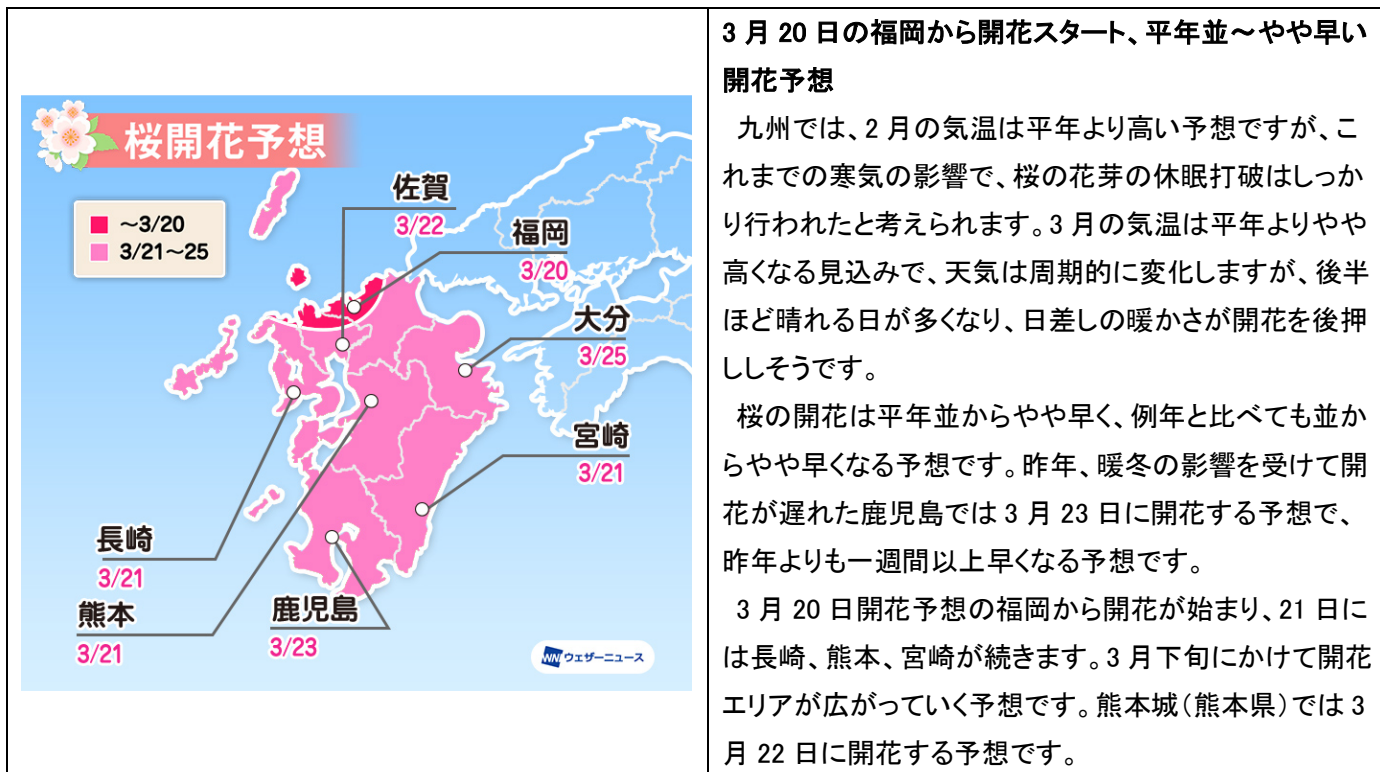 桜開花予想
~3/20
3/21~25
佐賀
3/22
福岡
3/20
大分
3/25
宮崎
3/21
長崎
3/21
熊本
3/21
鹿児島
3/23
WN ウェザーニュース
3 月 20 日の福岡から開花スタート、平年並~やや早い
開花予想
九州では、2 月の気温は平年より高い予想ですが、こ
れまでの寒気の影響で、桜の花芽の休眠打破はしっか
り行われたと考えられます。3 月の気温は平年よりやや
高くなる見込みで、天気は周期的に変化しますが、後半
ほど晴れる日が多くなり、日差しの暖かさが開花を後押
ししそうです。
桜の開花は平年並からやや早く、例年と比べても並か
らやや早くなる予想です。昨年、暖冬の影響を受けて開
花が遅れた鹿児島では 3 月 23 日に開花する予想で、
昨年よりも一週間以上早くなる予想です。
3 月 20 日開花予想の福岡から開花が始まり、21 日に
は長崎、熊本、宮崎が続きます。3 月下旬にかけて開花
エリアが広がっていく予想です。熊本城(熊本県)では 3
月 22 日に開花する予想です。